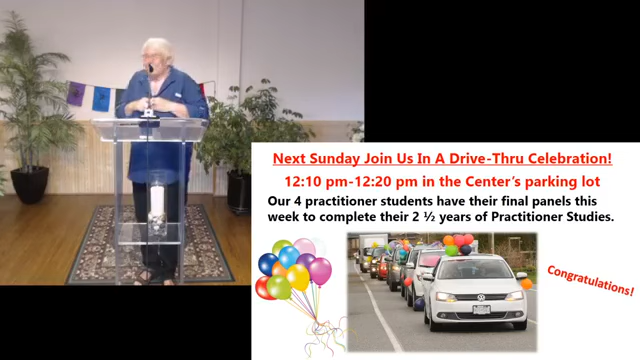 Next Sunday Join Us In A Drive-Thru Celebration!
12:10 pm-12:20 pm in the Center's parking lot
Our 4 practitioner students have their final panels this
week to complete their 2 ½ years of Practitioner Studies.
Congratulations!